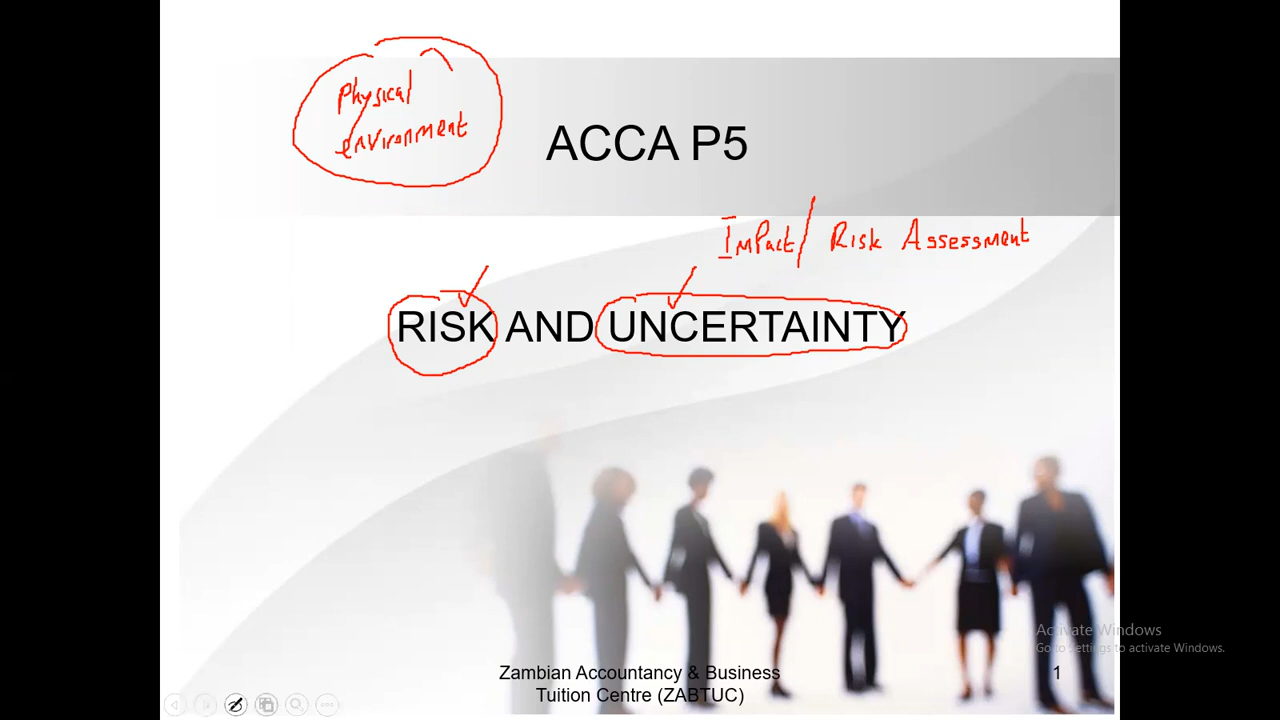 Physical
environment
ACCA P5
Impact/ Risk Assessment
RISK AND UNCERTAINTY
Activate Windows
Go to Settings to activate Windows.
Zambian Accountancy & Business
Tuition Centre (ZABTUC)
1